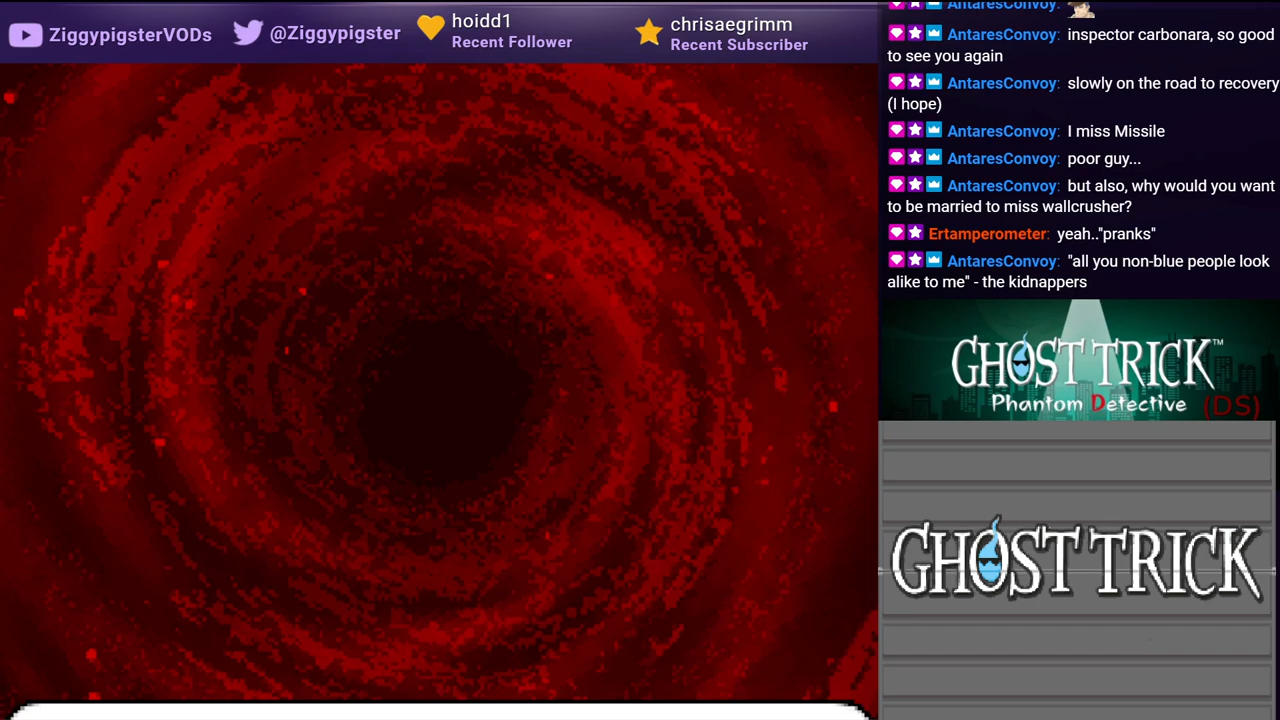 ZiggypigsterVODs
@Ziggypigster
hoidd1
Recent Follower
chrisaegrimm
Recent Subscriber
AntaresConvoy:
AntaresConvoy: inspector carbonara, so good
to see you again
AntaresConvoy: slowly on the road to recovery
(I hope)
AntaresConvoy: I miss Missile
AntaresConvoy: poor guy...
AntaresConvoy: but also, why would you want
to be married to miss wallcrusher?
Ertamperometer: yeah.."pranks"
AntaresConvoy: "all you non-blue people look
alike to me" - the kidnappers
GHOST TRICK™
Phantom Detective (DS)
GHOST TRICK